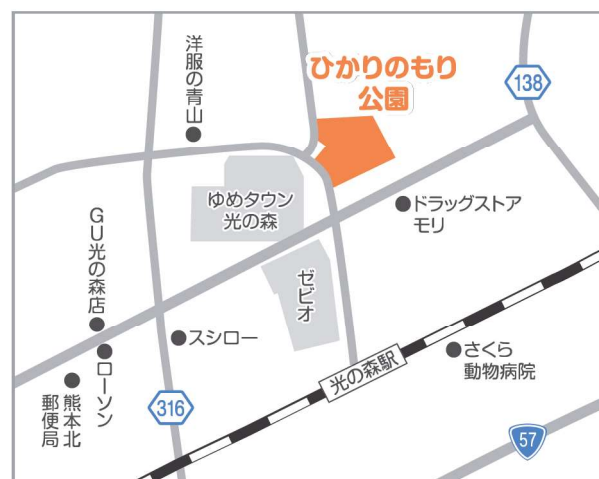 洋服の青山
ひかりのもり
公園
138
ゆめタウン
光の森
ドラッグストア
モリ
GU光の森店
ゼビオ
スシロー
ローソン
熊本北
郵便局
316
光の森駅
さくら
動物病院
57